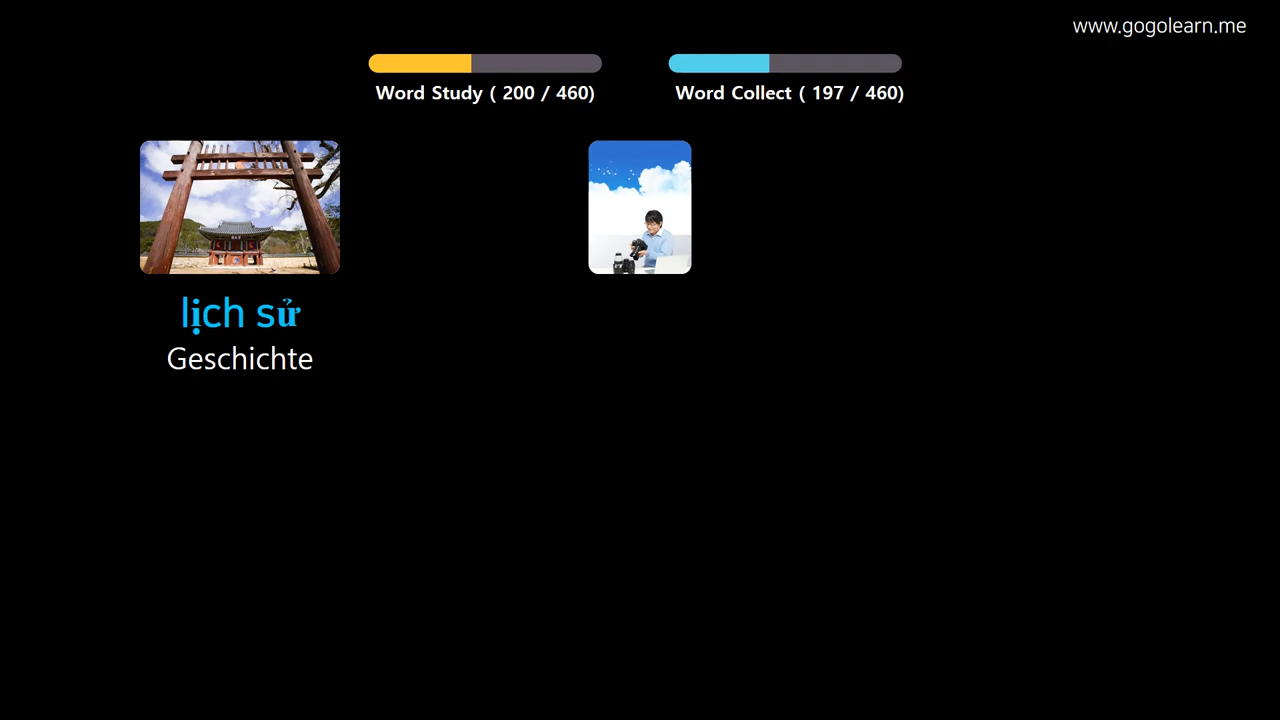 www.gogolearn.me
Word Study ( 200 / 460)
Word Collect ( 197 / 460)
lịch sử
Geschichte